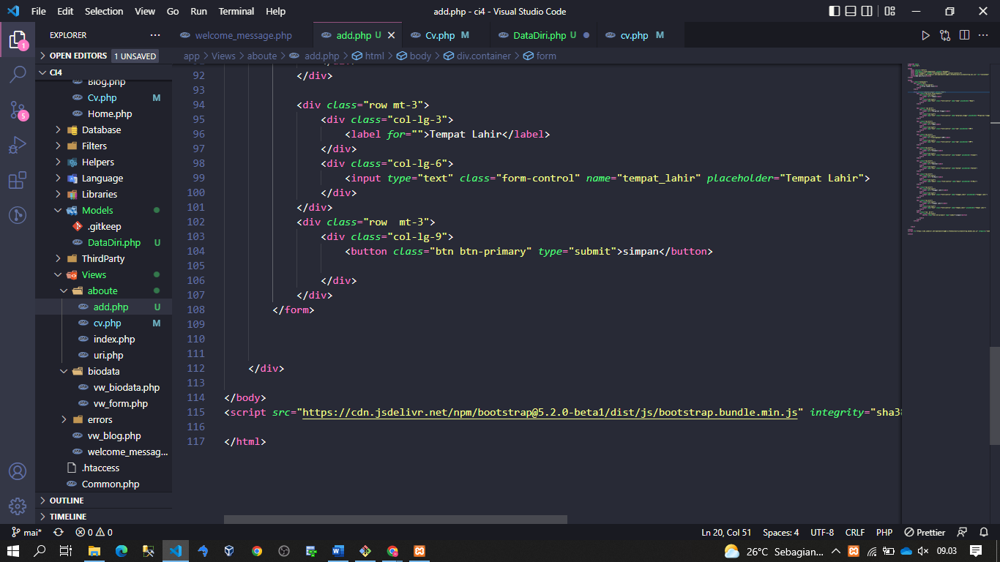 File Edit Selection View Go Run Terminal Help add.php - ci4 - Visual Studio Code
EXPLORER
welcome_message.php add.php U Cv.php M DataDiri.php U cv.php M
OPEN EDITORS 1 UNSAVED
app > Views > aboute > add.php > html > body > div.container > form
CI4
Blog.php
Cv.php M
Home.php
Database
Filters
Helpers
Language
Libraries
Models
.gitkeep
DataDiri.php U
ThirdParty
Views
aboute
add.php U
cv.php M
index.php
uri.php
biodata
vw_biodata.php
vw_form.php
errors
vw_blog.php
welcome_messag...
.htaccess
Common.php
OUTLINE
TIMELINE
1
5
92 </div>
93
94 <div class="row mt-3">
95 <div class="col-lg-3">
96 <label for="">Tempat Lahir</label>
97 </div>
98 <div class="col-lg-6">
99 <input type="text" class="form-control" name="tempat_lahir" placeholder="Tempat Lahir">
100 </div>
101 </div>
102 <div class="row  mt-3">
103 <div class="col-lg-9">
104 <button class="btn btn-primary" type="submit">simpan</button>
105
106 </div>
107 </div>
108 </form>
109
110
111
112 </div>
113
114 </body>
115 <script src="https://cdn.jsdelivr.net/npm/bootstrap@5.2.0-beta1/dist/js/bootstrap.bundle.min.js" integrity="sha38
116
117 </html>
mai* 0 0 Ln 20, Col 51 Spaces: 4 UTF-8 CRLF PHP Prettier
26°C Sebagian... 09.03